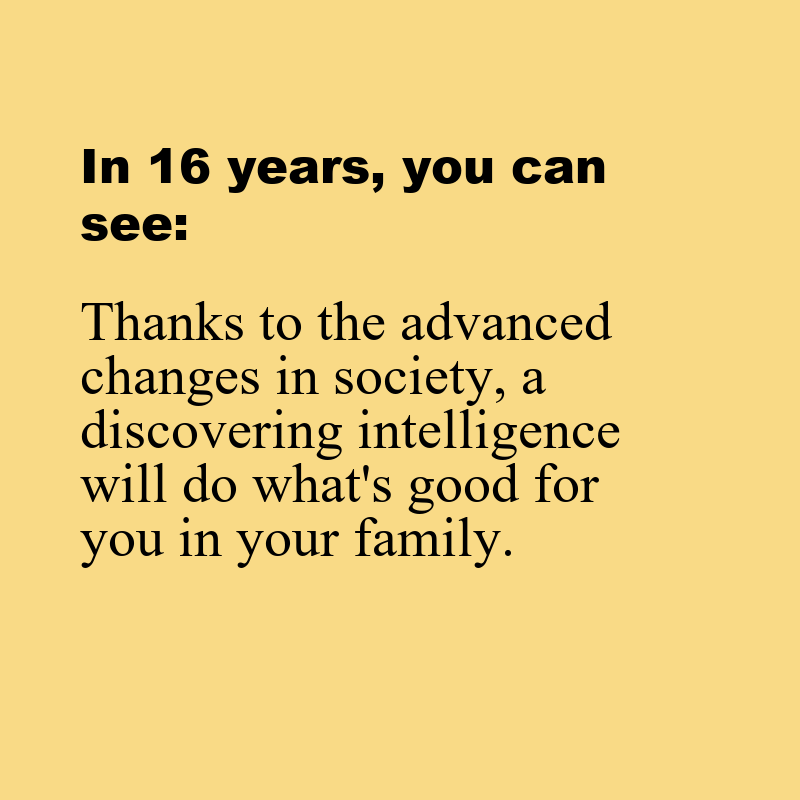 In 16 years, you can
see:
Thanks to the advanced
changes in society, a
discovering intelligence
will do what's good for
you in your family.